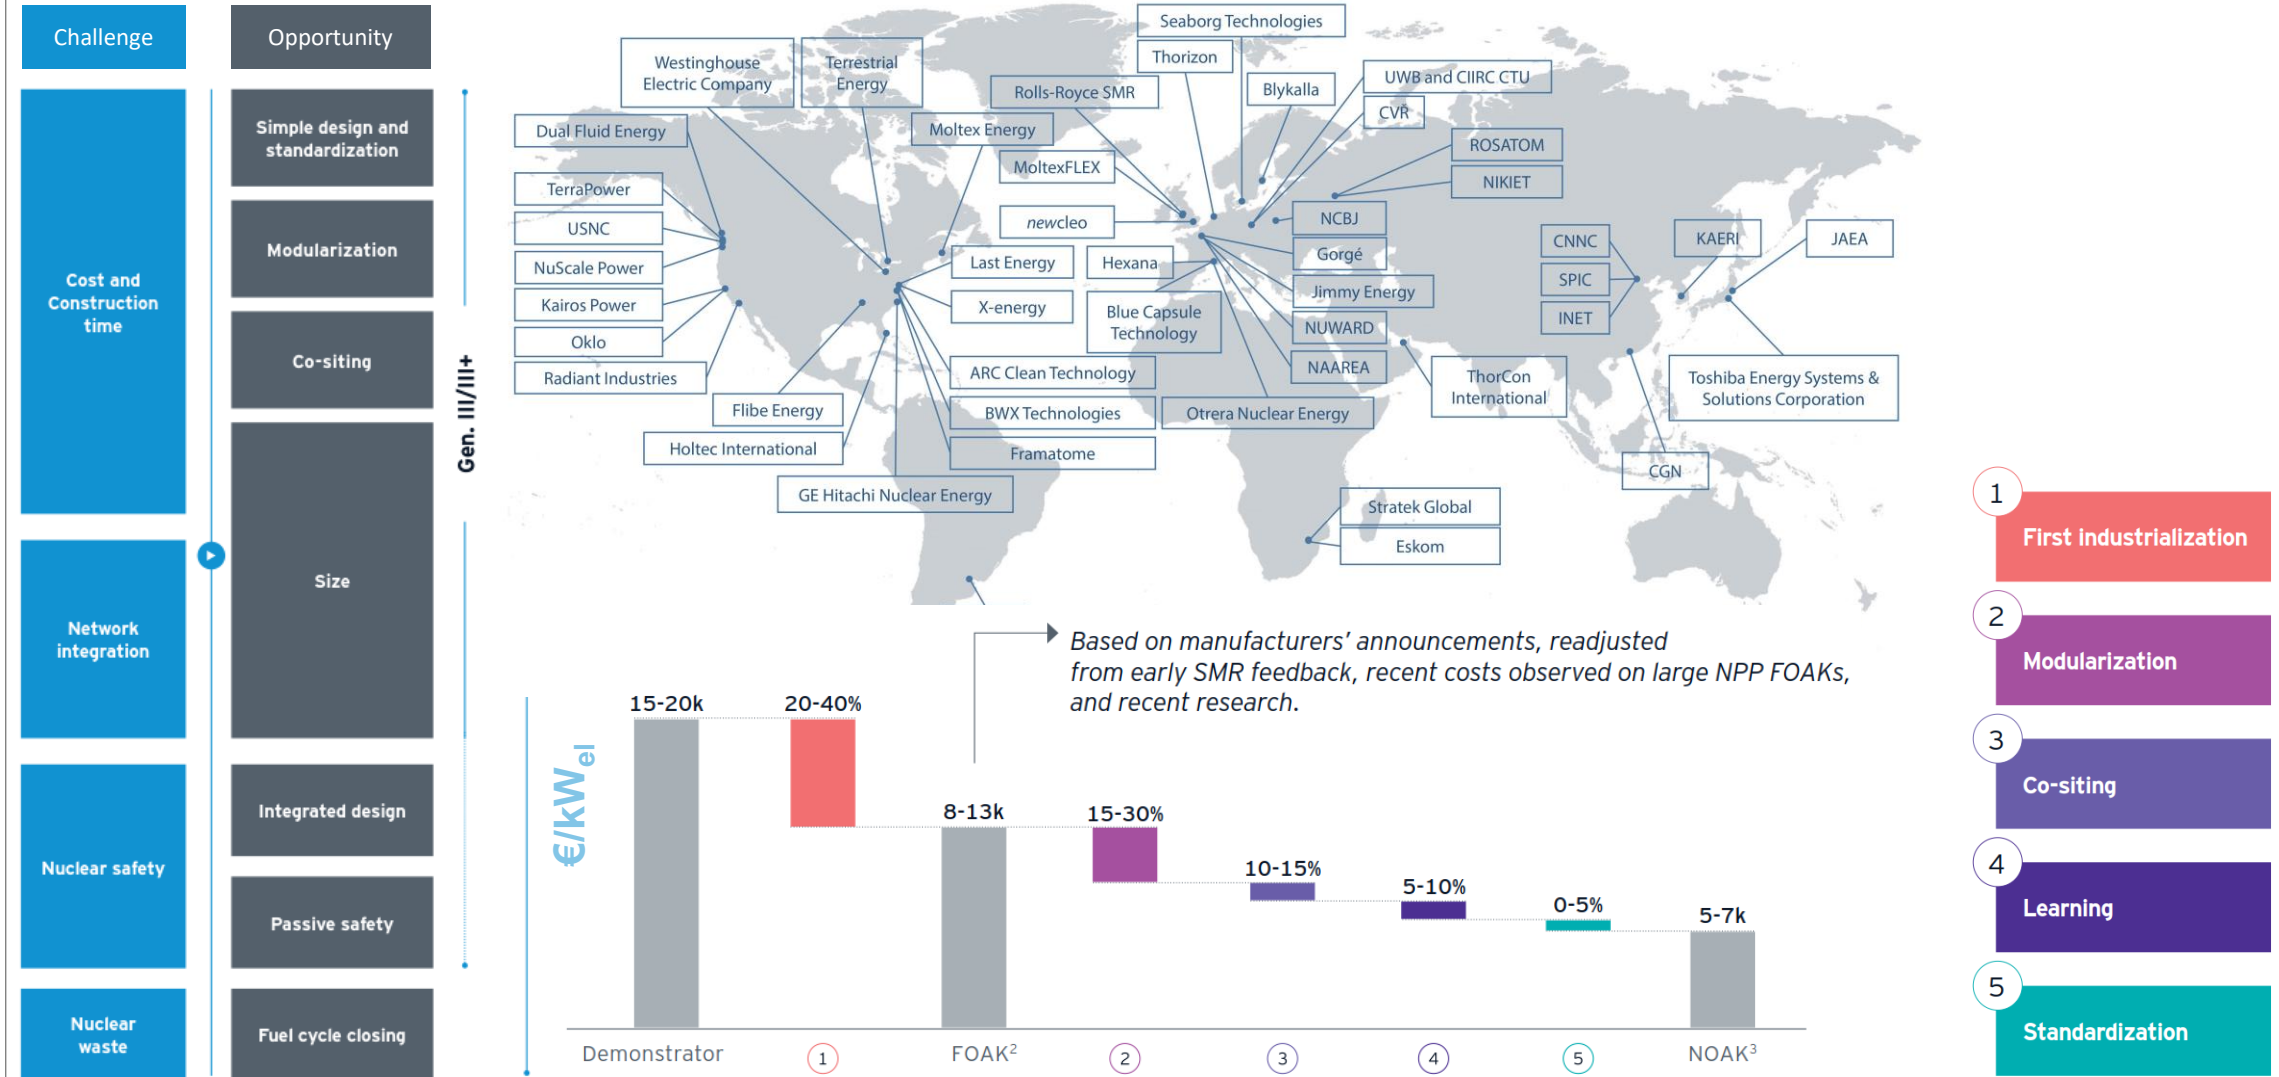 Challenge
Opportunity
Cost and
Construction
time
Network
integration
Nuclear safety
Nuclear
waste
Simple design and
standardization
Modularization
Co-siting
Size
Integrated design
Passive safety
Fuel cycle closing
Gen. III/III+
Westinghouse
Electric Company
Terrestrial
Energy
Dual Fluid Energy
TerraPower
USNC
NuScale Power
Kairos Power
Oklo
Radiant Industries
Flibe Energy
Holtec International
GE Hitachi Nuclear Energy
Rolls-Royce SMR
Moltex Energy
MoltexFLEX
newcleo
Last Energy
X-energy
ARC Clean Technology
BWX Technologies
Framatome
Seaborg Technologies
Thorizon
Blykalla
UWB and CIIRC CTU
CVŘ
ROSATOM
NIKIET
NCBJ
Gorgé
Jimmy Energy
NUWARD
NAAREA
Hexana
Blue Capsule
Technology
Otrera Nuclear Energy
ThorCon
International
CNNC
SPIC
INET
KAERI
JAEA
Toshiba Energy Systems &
Solutions Corporation
CGN
Stratek Global
Eskom
Based on manufacturers’ announcements, readjusted
from early SMR feedback, recent costs observed on large NPP FOAKs,
and recent research.
€/kWel
15-20k
20-40%
8-13k
15-30%
10-15%
5-10%
0-5%
5-7k
Demonstrator
1
FOAK²
2
3
4
5
NOAK³
1
First industrialization
2
Modularization
3
Co-siting
4
Learning
5
Standardization